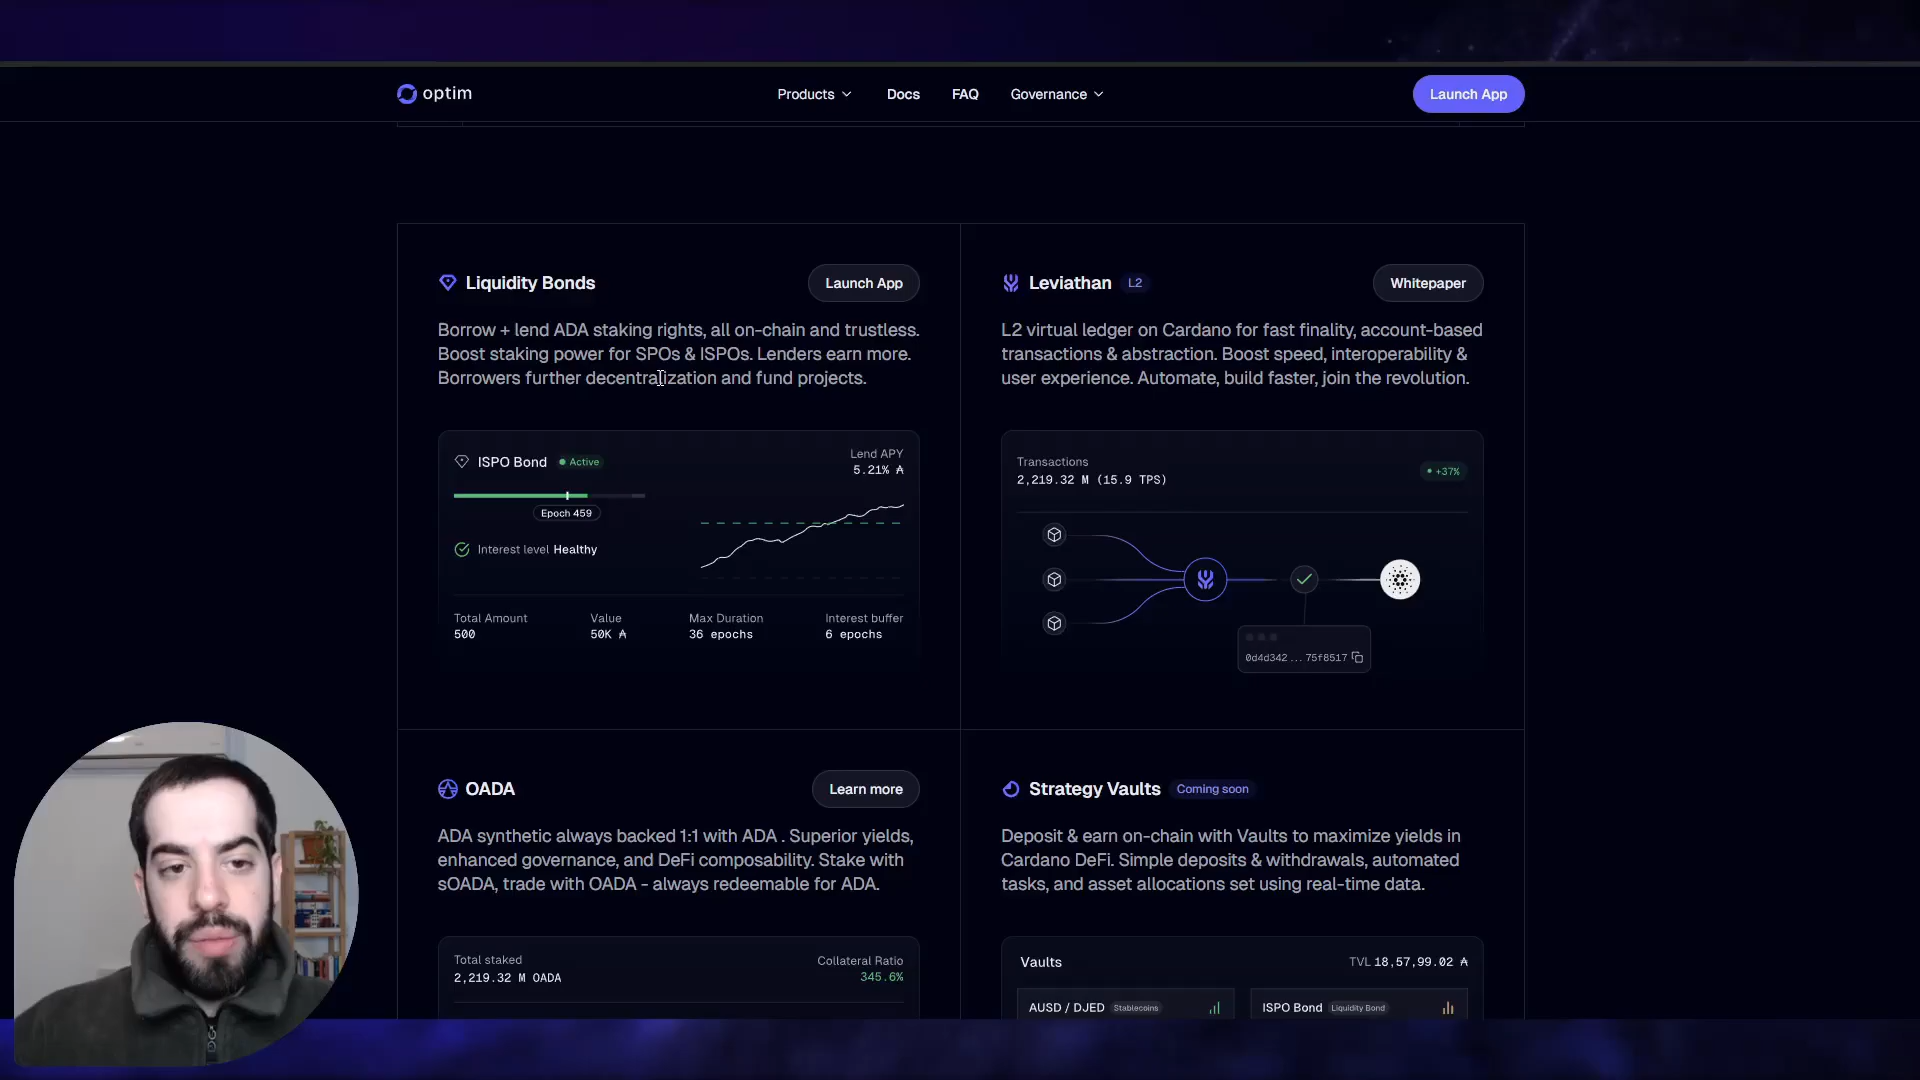 optim
Products
Docs
FAQ
Governance
Launch App
Liquidity Bonds
Launch App
Borrow + lend ADA staking rights, all on-chain and trustless.
Boost staking power for SPOs & ISPOs. Lenders earn more.
Borrowers further decentralization and fund projects.
ISPO Bond
Active
Lend APY
5.21% ₳
Epoch 459
Interest level Healthy
Total Amount
500
Value
50K ₳
Max Duration
36 epochs
Interest buffer
6 epochs
Leviathan
L2
Whitepaper
L2 virtual ledger on Cardano for fast finality, account-based
transactions & abstraction. Boost speed, interoperability &
user experience. Automate, build faster, join the revolution.
Transactions
2,219.32 M (15.9 TPS)
+37%
0d4d342 ... 75f8517
OADA
Learn more
ADA synthetic always backed 1:1 with ADA . Superior yields,
enhanced governance, and DeFi composability. Stake with
sOADA, trade with OADA - always redeemable for ADA.
Total staked
2,219.32 M OADA
Collateral Ratio
345.6%
Strategy Vaults
Coming soon
Deposit & earn on-chain with Vaults to maximize yields in
Cardano DeFi. Simple deposits & withdrawals, automated
tasks, and asset allocations set using real-time data.
Vaults
TVL 18,57,99.02 ₳
AUSD / DJED
Stablecoins
ISPO Bond
Liquidity Bond